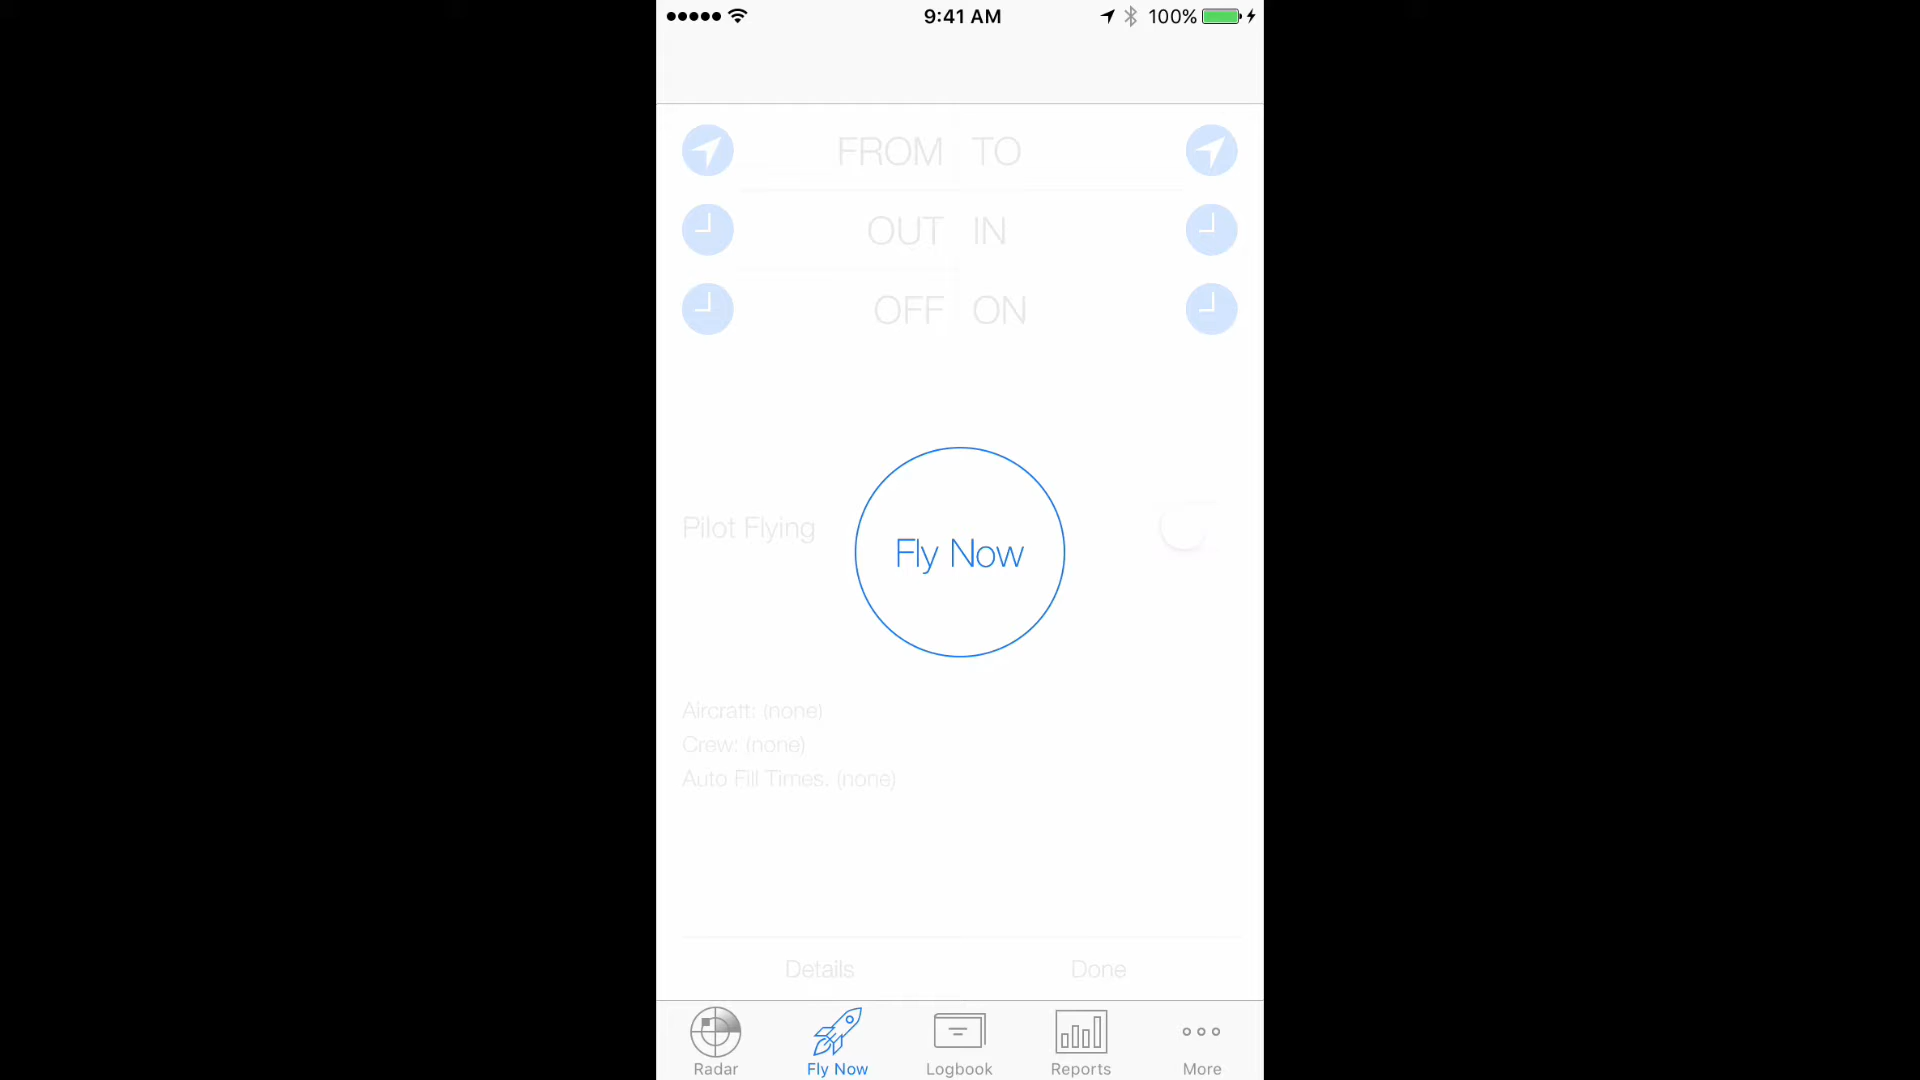 9:41 AM
100%
FROM TO
OUT IN
OFF ON
Pilot Flying
Fly Now
Aircraft: (none)
Crew: (none)
Auto Fill Times. (none)
Details Done
Radar Fly Now Logbook Reports More